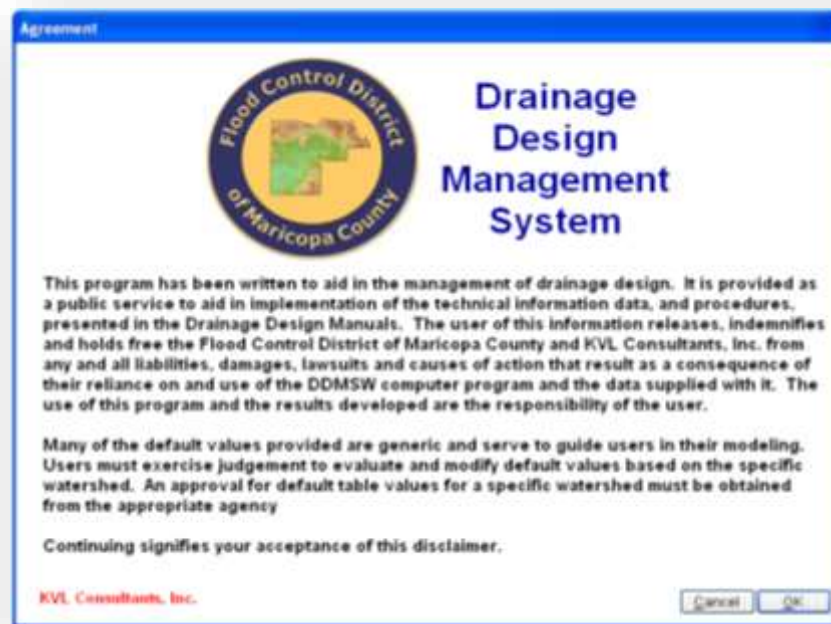 Agreement
Flood Control District
of Maricopa County
Drainage
Design
Management
System
This program has been written to aid in the management of drainage design. It is provided as
a public service to aid in implementation of the technical information data, and procedures,
presented in the Drainage Design Manuals. The user of this information releases, indemnifies
and holds free the Flood Control District of Maricopa County and KVL Consultants, Inc. from
any and all liabilities, damages, lawsuits and causes of action that result as a consequence of
their reliance on and use of the DDMSW computer program and the data supplied with it. The
use of this program and the results developed are the responsibility of the user.
Many of the default values provided are generic and serve to guide users in their modeling.
Users must exercise judgement to evaluate and modify default values based on the specific
watershed. An approval for default table values for a specific watershed must be obtained
from the appropriate agency
Continuing signifies your acceptance of this disclaimer.
KVL Consultants, Inc.
Cancel
OK